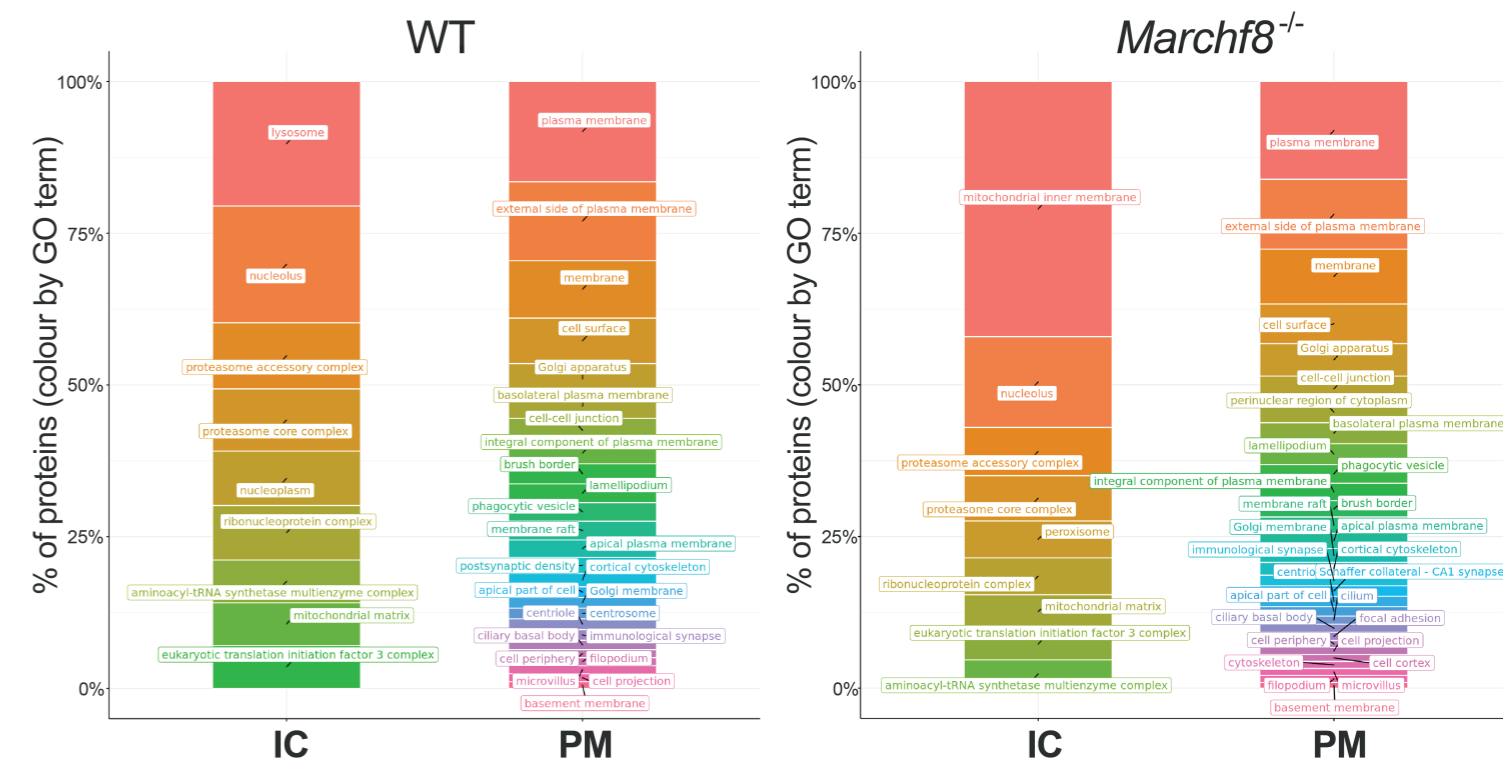 WT
% of proteins (colour by GO term)
100%
75%
50%
25%
0%
lysosome
nucleolus
proteasome accessory complex
proteasome core complex
nucleoplasm
ribonucleoprotein complex
aminoacyl-tRNA synthetase multienzyme complex
mitochondrial matrix
eukaryotic translation initiation factor 3 complex
plasma membrane
external side of plasma membrane
membrane
cell surface
Golgi apparatus
basolateral plasma membrane
cell-cell junction
integral component of plasma membrane
brush border
lamellipodium
phagocytic vesicle
membrane raft
apical plasma membrane
postsynaptic density
cortical cytoskeleton
apical part of cell
Golgi membrane
centriole
centrosome
ciliary basal body
immunological synapse
cell periphery
filopodium
microvillus
cell projection
basement membrane
IC
PM
Marchf8-/-
% of proteins (colour by GO term)
100%
75%
50%
25%
0%
mitochondrial inner membrane
nucleolus
proteasome accessory complex
proteasome core complex
peroxisome
ribonucleoprotein complex
mitochondrial matrix
eukaryotic translation initiation factor 3 complex
aminoacyl-tRNA synthetase multienzyme complex
plasma membrane
external side of plasma membrane
membrane
cell surface
Golgi apparatus
cell-cell junction
perinuclear region of cytoplasm
basolateral plasma membrane
lamellipodium
phagocytic vesicle
integral component of plasma membrane
membrane raft
brush border
Golgi membrane
apical plasma membrane
immunological synapse
cortical cytoskeleton
centrio
Schaffer collateral - CA1 synapse
apical part of cell
cilium
ciliary basal body
focal adhesion
cell periphery
cell projection
cytoskeleton
cell cortex
filopodium
microvillus
basement membrane
IC
PM